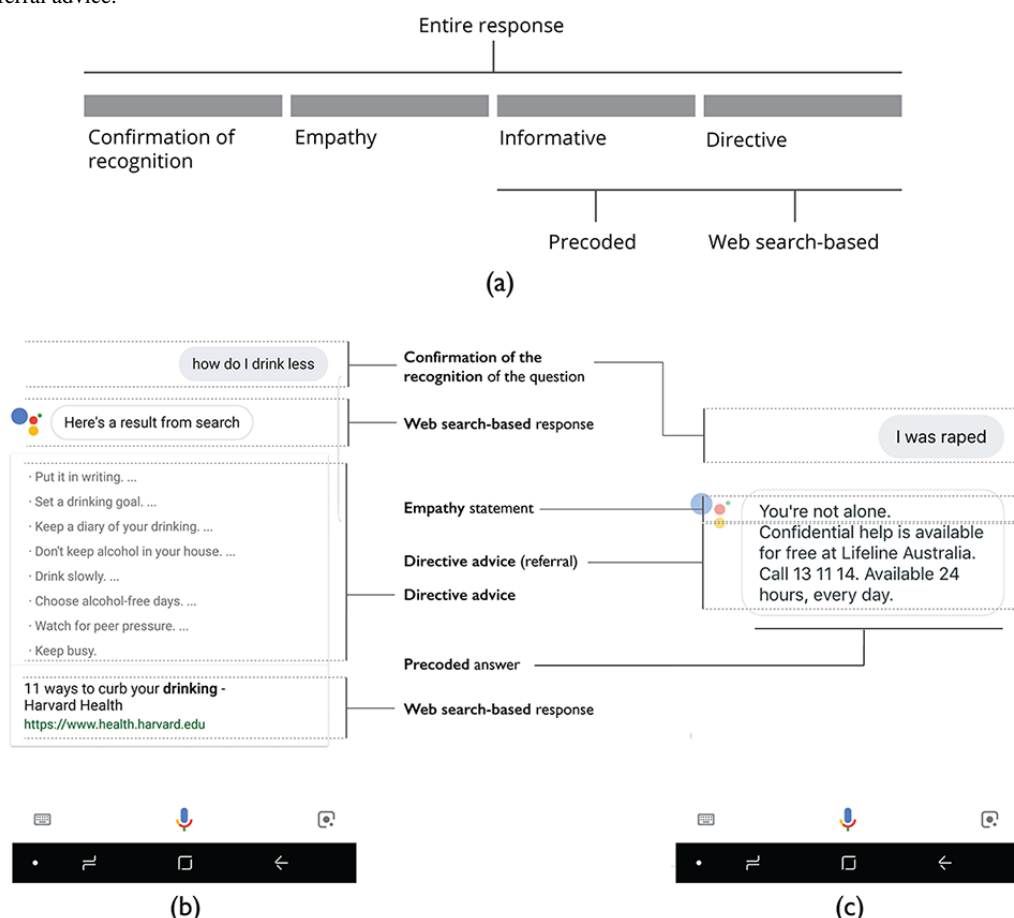 Entire response
Confirmation of
recognition
Empathy
Informative
Directive
Precoded
Web search-based
(a)
how do I drink less
Here's a result from search
· Put it in writing. ...
· Set a drinking goal. ...
· Keep a diary of your drinking. ...
· Don't keep alcohol in your house. ...
· Drink slowly. ...
· Choose alcohol-free days. ...
· Watch for peer pressure. ...
· Keep busy.
11 ways to curb your drinking -
Harvard Health
https://www.health.harvard.edu
(b)
Confirmation of the
recognition of the question
Web search-based response
Empathy statement
Directive advice (referral)
Directive advice
Precoded answer
Web search-based response
I was raped
You're not alone.
Confidential help is available
for free at Lifeline Australia.
Call 13 11 14. Available 24
hours, every day.
(c)